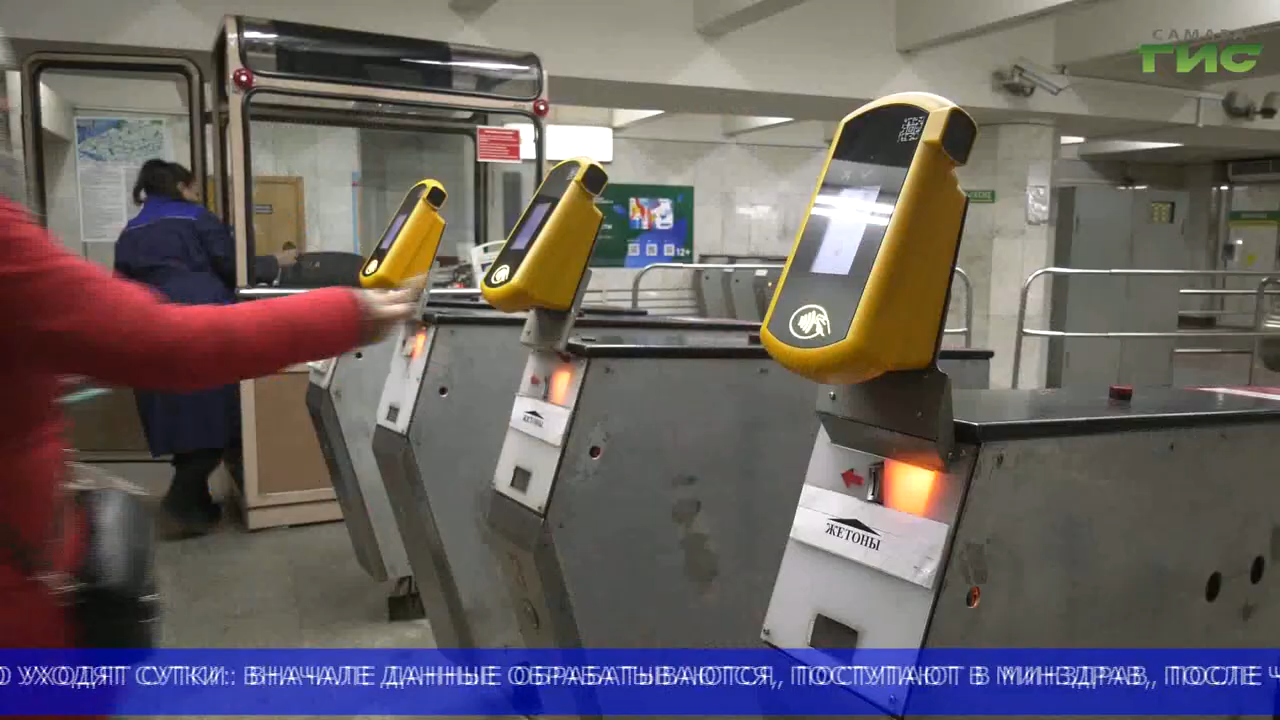 САМАРА
ГИС
12+
ЖЕТОНЫ
ЖЕТОНЫ
О УХОДЯТ СУТКИ: ВНАЧАЛЕ ДАННЫЕ ОБРАБАТЫВАЮТСЯ, ПОСТУПАЮТ В МИНЗДРАВ, ПОСЛЕ Ч